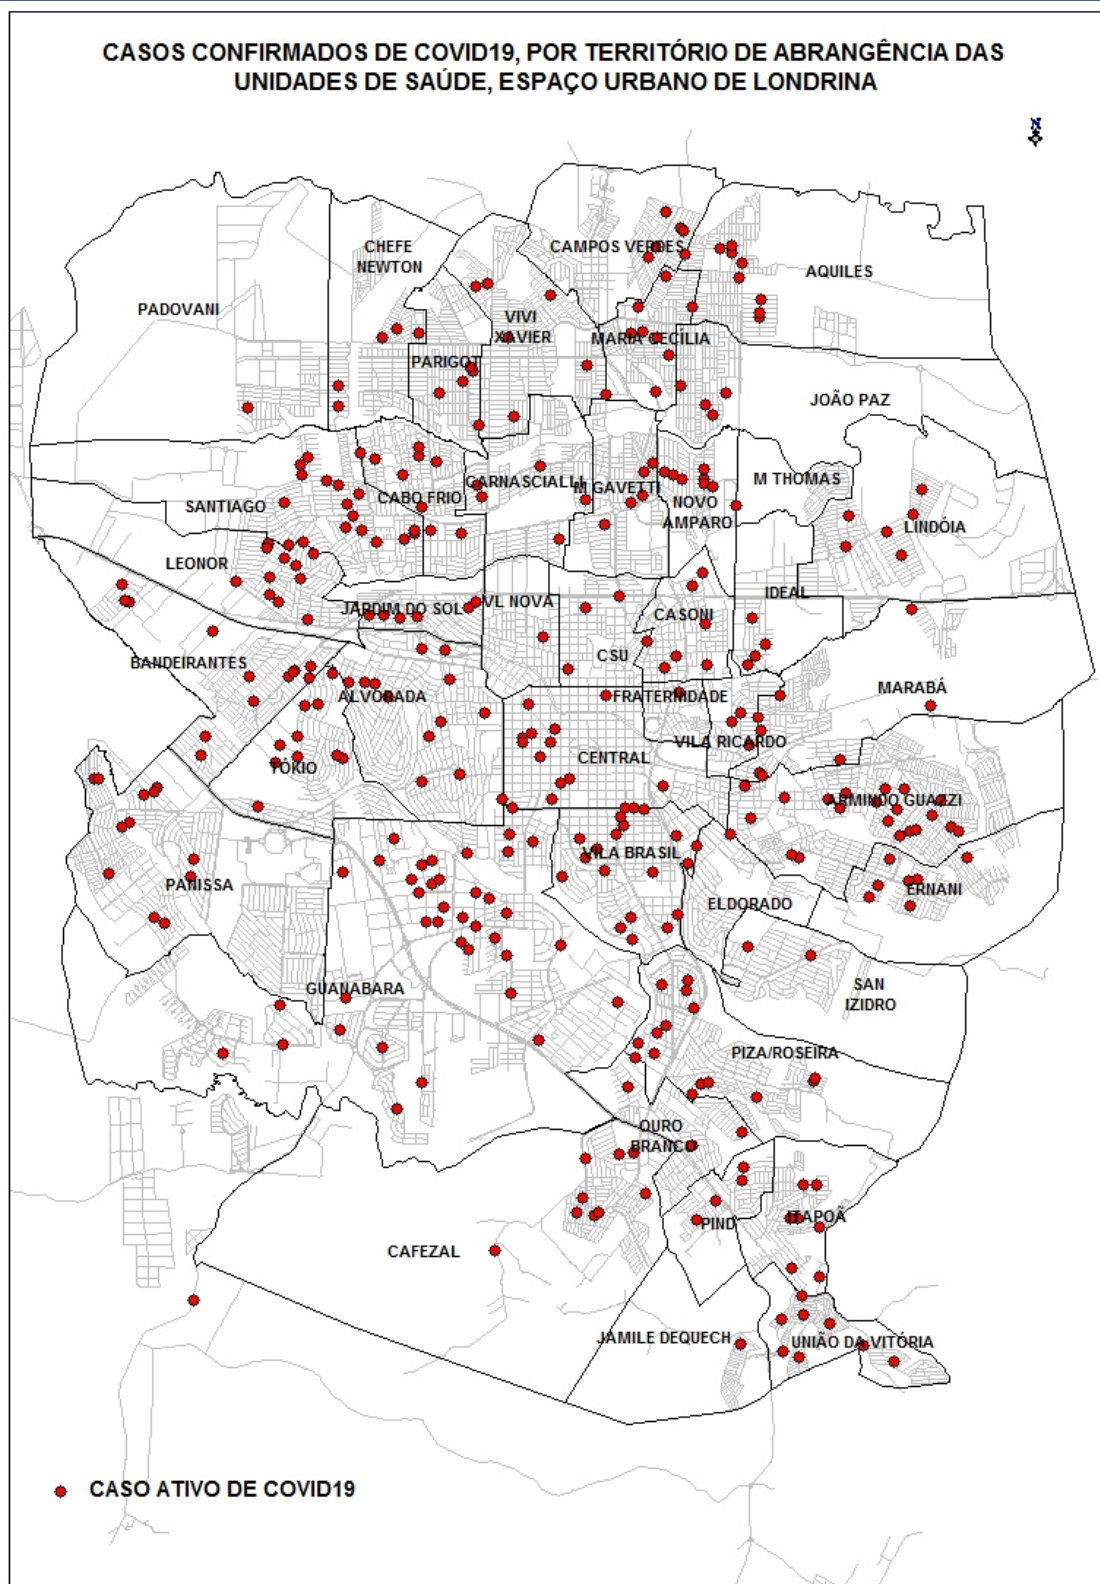 CASOS CONFIRMADOS DE COVID19, POR TERRITÓRIO DE ABRANGÊNCIA DAS
UNIDADES DE SAÚDE, ESPAÇO URBANO DE LONDRINA
N
CHEFE
NEWTON
CAMPOS VERDES
AQUILES
PADOVANI
VIVI
XAVIER
MARIA CECÍLIA
PARIGOT
JOÃO PAZ
SANTIAGO
CABO FRIO
CARNASCIALLI
M GAVETTI
NOVO
AMPARO
M THOMAS
LINDÓIA
LEONOR
JARDIM DO SOL
VL NOVA
CASONI
IDEAL
CSU
BANDEIRANTES
ALVORADA
FRATERNIDADE
MARABÁ
VILA RICARDO
TÓKIO
CENTRAL
ARMINDO GUAZZI
VILA BRASIL
PANISSA
ELDORADO
ERNANI
GUANABARA
SAN
IZIDRO
PIZA/ROSEIRA
OURO
BRANCO
PIND
ITAPOÃ
CAFEZAL
JAMILE DEQUECH
UNIÃO DA VITÓRIA
CASO ATIVO DE COVID19